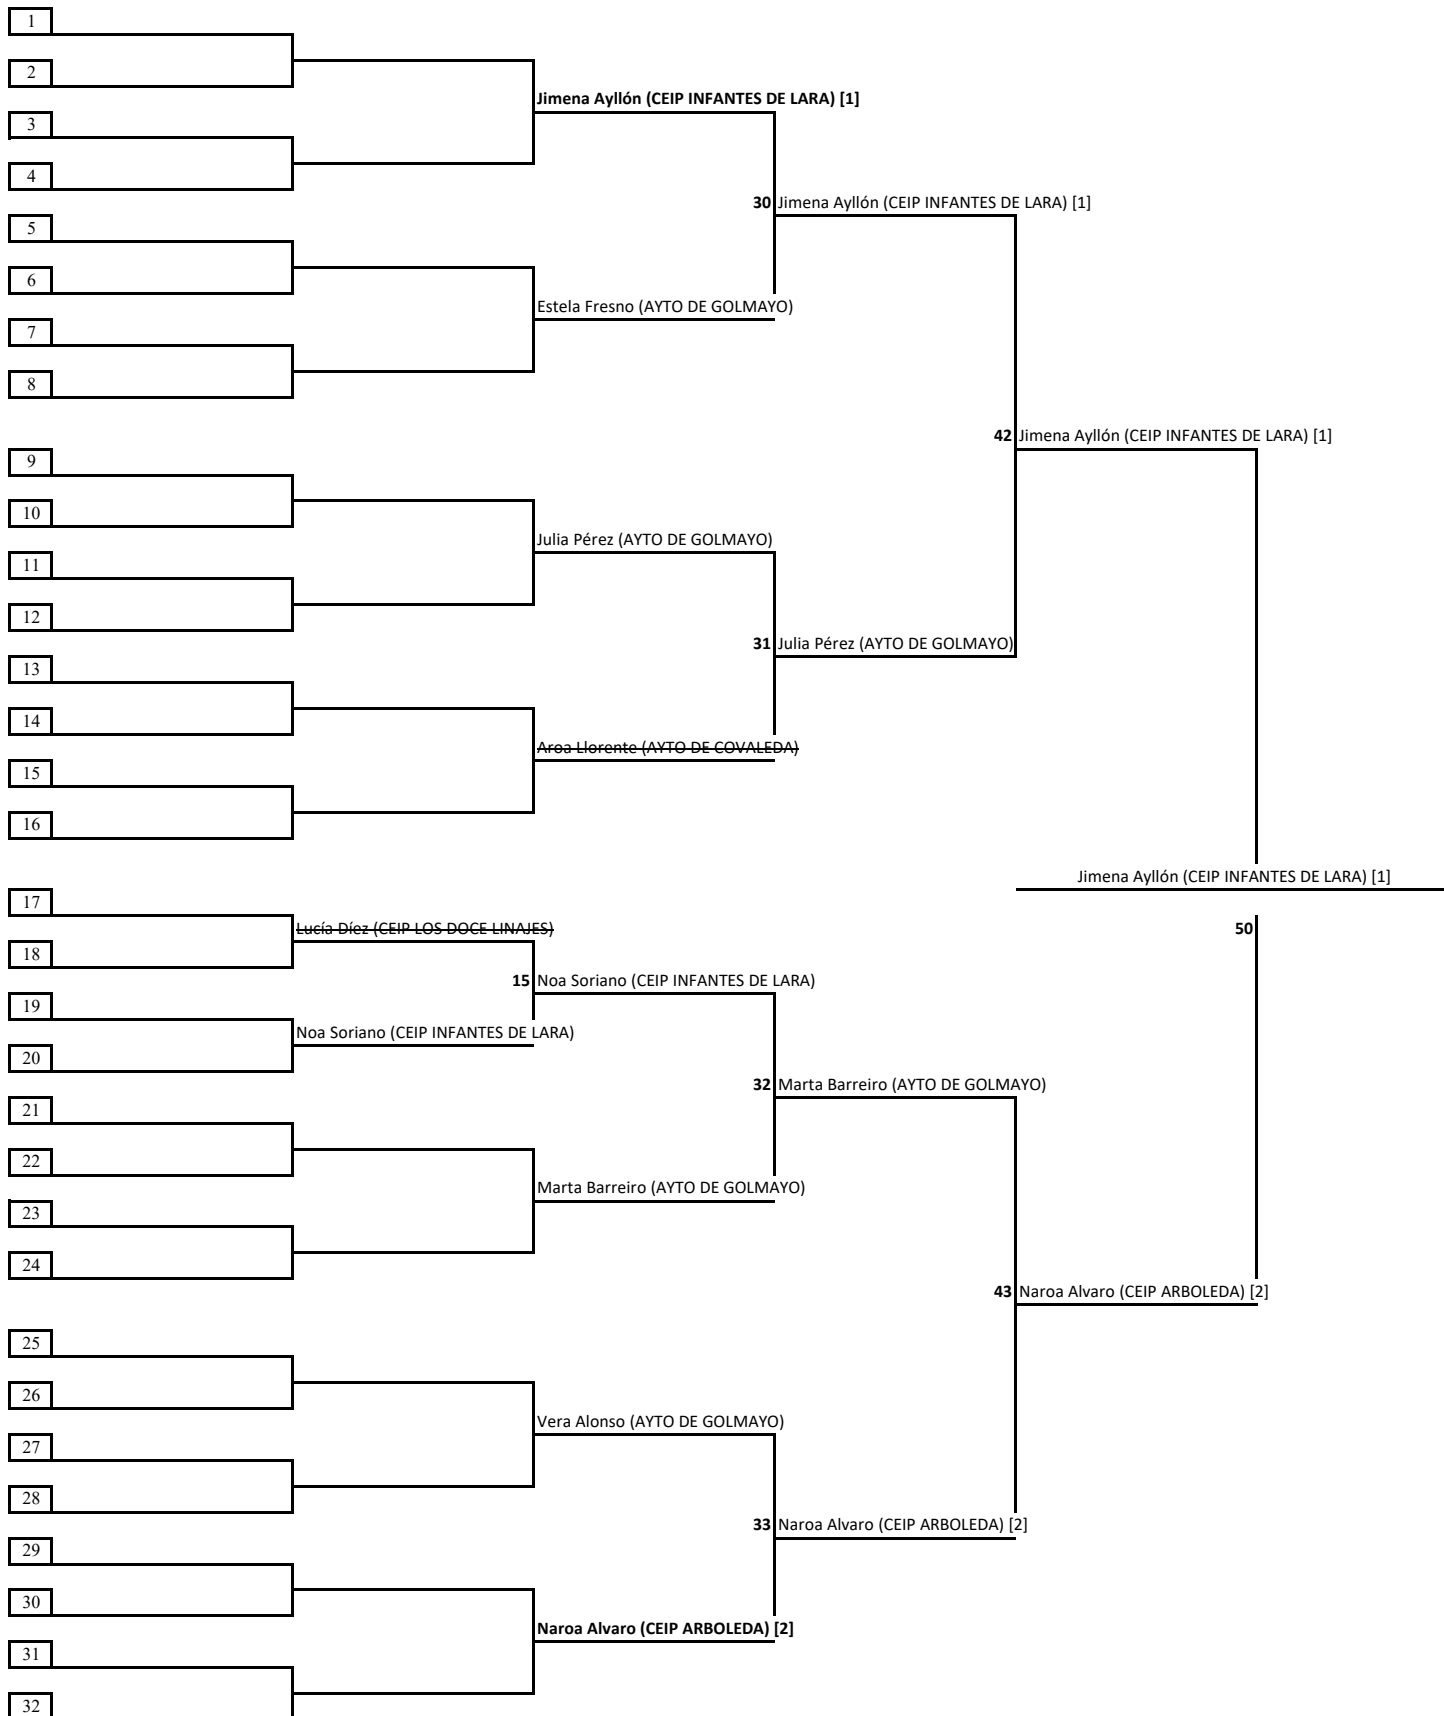 1
2
Jimena Ayllón (CEIP INFANTES DE LARA) [1]
3
4
30 Jimena Ayllón (CEIP INFANTES DE LARA) [1]
5
6
Estela Fresno (AYTO DE GOLMAYO)
7
8
42 Jimena Ayllón (CEIP INFANTES DE LARA) [1]
9
10
Julia Pérez (AYTO DE GOLMAYO)
11
12
31 Julia Pérez (AYTO DE GOLMAYO)
13
14
Aroa Llorente (AYTO DE COVALEDA)
15
16
Jimena Ayllón (CEIP INFANTES DE LARA) [1]
17
Lucía Díez (CEIP LOS DOCE LINAJES)
50
18
15 Noa Soriano (CEIP INFANTES DE LARA)
19
Noa Soriano (CEIP INFANTES DE LARA)
20
32 Marta Barreiro (AYTO DE GOLMAYO)
21
22
Marta Barreiro (AYTO DE GOLMAYO)
23
24
43 Naroa Alvaro (CEIP ARBOLEDA) [2]
25
26
Vera Alonso (AYTO DE GOLMAYO)
27
28
33 Naroa Alvaro (CEIP ARBOLEDA) [2]
29
30
Naroa Alvaro (CEIP ARBOLEDA) [2]
31
32